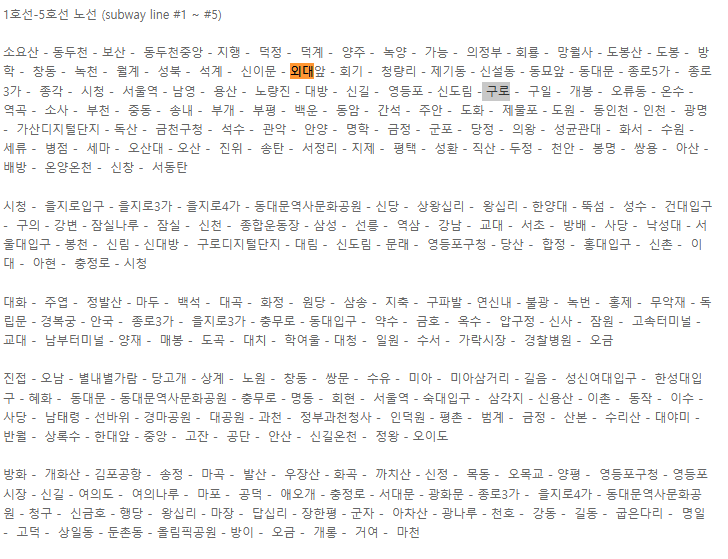 1호선-5호선 노선 (subway line #1 ~ #5)
소요산 - 동두천 - 보산 -  동두천중앙 - 지행 -  덕정 -  덕계 -  양주 -  녹양 -  가능 -  의정부 - 회룡 -  망월사 - 도봉산 - 도봉 -  방
학 -  창동 -  녹천 -  월계 -  성북 -  석계 -  신이문 - 외대앞 - 회기 -  청량리 - 제기동 - 신설동 - 동묘앞 - 동대문 - 종로5가 -  종로
3가 -  종각 -  시청 -  서울역 - 남영 -  용산 -  노량진 - 대방 -  신길 -  영등포 - 신도림 - 구로 -  구일 -  개봉 -  오류동 - 온수 -
역곡 -  소사 -  부천 -  중동 -  송내 -  부개 -  부평 -  백운 -  동암 -  간석 -  주안 -  도화 -  제물포 - 도원 -  동인천 - 인천 -  광명
-  가산디지털단지 - 독산 -  금천구청 -  석수 -  관악 -  안양 -  명학 -  금정 -  군포 -  당정 -  의왕 -  성균관대 -  화서 -  수원 -
세류 -  병점 -  세마 -  오산대 - 오산 -  진위 -  송탄 -  서정리 - 지제 -  평택 -  성환 - 직산 - 두정 -  천안 -  봉명 -  쌍용 -  아산 -
배방 -  온양온천 -  신창 -  서동탄
시청 -  을지로입구 - 을지로3가 - 을지로4가 - 동대문역사문화공원 - 신당 -  상왕십리 -  왕십리 - 한양대 - 뚝섬 -  성수 -  건대입구
-  구의 - 강변 - 잠실나루 -  잠실 -  신천 -  종합운동장 - 삼성 -  선릉 -  역삼 -  강남 -  교대 -  서초 -  방배 -  사당 -  낙성대 - 서
울대입구 - 봉천 -  신림 - 신대방 -  구로디지털단지 - 대림 -  신도림 - 문래 -  영등포구청 - 당산 -  합정 -  홍대입구 -  신촌 -  이
대 -  아현 -  충정로 - 시청
대화 -  주엽 -  정발산 - 마두 -  백석 -  대곡 -  화정 -  원당 -  삼송 -  지축 -  구파발 - 연신내 - 불광 -  녹번 -  홍제 -  무악재 - 독
립문 - 경복궁 - 안국 -  종로3가 -  을지로3가 - 충무로 - 동대입구 -  약수 -  금호 -  옥수 -  압구정 - 신사 -  잠원 -  고속터미널 -
교대 -  남부터미널 - 양재 -  매봉 -  도곡 -  대치 -  학여울 - 대청 -  일원 -  수서 -  가락시장 -  경찰병원 -  오금
진접 - 오남 - 별내별가람 - 당고개 - 상계 -  노원 -  창동 -  쌍문 -  수유 -  미아 -  미아삼거리 - 길음 -  성신여대입구 -  한성대입
구 - 혜화 -  동대문 - 동대문역사문화공원 - 충무로 - 명동 -  회현 -  서울역 - 숙대입구 -  삼각지 - 신용산 - 이촌 -  동작 -  이수 -
사당 -  남태령 - 선바위 - 경마공원 -  대공원 - 과천 -  정부과천청사 -  인덕원 - 평촌 -  범계 -  금정 -  산본 -  수리산 - 대야미 -
반월 -  상록수 - 한대앞 - 중앙 -  고잔 -  공단 -  안산 -  신길온천 -  정왕 - 오이도
방화 -  개화산 - 김포공항 -  송정 -  마곡 -  발산 -  우장산 - 화곡 -  까치산 - 신정 -  목동 -  오목교 - 양평 -  영등포구청 - 영등포
시장 - 신길 - 여의도 -  여의나루 -  마포 -  공덕 -  애오개 - 충정로 - 서대문 - 광화문 - 종로3가 -  을지로4가 - 동대문역사문화공
원 - 청구 -  신금호 - 행당 -  왕십리 - 마장 -  답십리 - 장한평 - 군자 -  아차산 - 광나루 - 천호 -  강동 -  길동 -  굽은다리 -  명일
-  고덕 -  상일동 - 둔촌동 - 올림픽공원 - 방이 -  오금 -  개롱 -  거여 -  마천